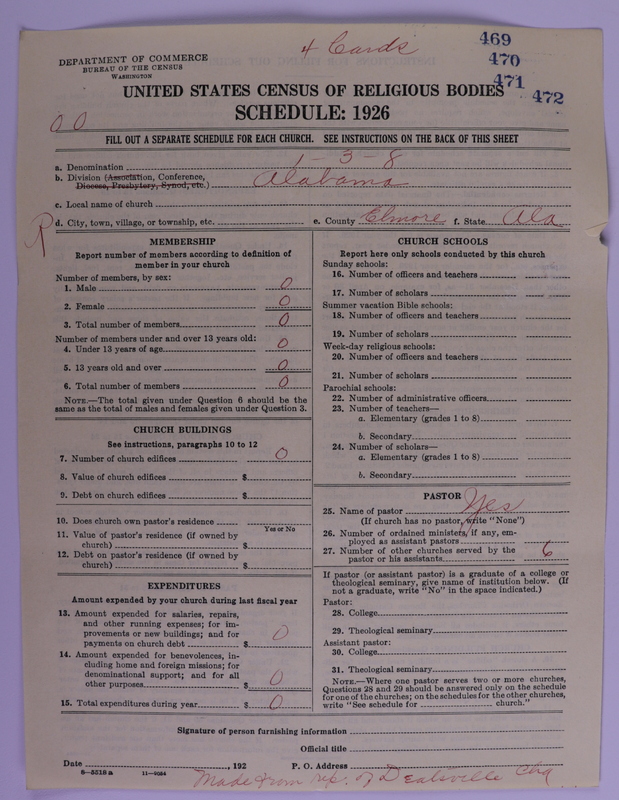 4 Cards
469
470
471
472
DEPARTMENT OF COMMERCE
BUREAU OF THE CENSUS
WASHINGTON
UNITED STATES CENSUS OF RELIGIOUS BODIES
SCHEDULE: 1926
00
FILL OUT A SEPARATE SCHEDULE FOR EACH CHURCH. SEE INSTRUCTIONS ON THE BACK OF THIS SHEET
a. Denomination 1-3-8
b. Division (Association, Conference, Diocese, Presbytery, Synod, etc.) Alabama
c. Local name of church
R
d. City, town, village, or township, etc. e. County Elmore f. State Ala
MEMBERSHIP
Report number of members according to definition of
member in your church
Number of members, by sex:
1. Male 0
2. Female 0
3. Total number of members 0
Number of members under and over 13 years old:
4. Under 13 years of age 0
5. 13 years old and over 0
6. Total number of members 0
NOTE.—The total given under Question 6 should be the
same as the total of males and females given under Question 3.
CHURCH BUILDINGS
See instructions, paragraphs 10 to 12
7. Number of church edifices 0
8. Value of church edifices $
9. Debt on church edifices $
10. Does church own pastor's residence
Yes or No
11. Value of pastor's residence (if owned by
church) $
12. Debt on pastor's residence (if owned by
church) $
EXPENDITURES
Amount expended by your church during last fiscal year
13. Amount expended for salaries, repairs,
and other running expenses; for im-
provements or new buildings; and for
payments on church debt $ 0
14. Amount expended for benevolences, in-
cluding home and foreign missions; for
denominational support; and for all
other purposes $ 0
15. Total expenditures during year $ 0
CHURCH SCHOOLS
Report here only schools conducted by this church
Sunday schools:
16. Number of officers and teachers
17. Number of scholars
Summer vacation Bible schools:
18. Number of officers and teachers
19. Number of scholars
Week-day religious schools:
20. Number of officers and teachers
21. Number of scholars
Parochial schools:
22. Number of administrative officers
23. Number of teachers—
a. Elementary (grades 1 to 8)
b. Secondary
24. Number of scholars—
a. Elementary (grades 1 to 8)
b. Secondary
PASTOR
25. Name of pastor Yes
(If church has no pastor, write "None")
26. Number of ordained ministers, if any, em-
ployed as assistant pastors
27. Number of other churches served by the
pastor or his assistants 6
If pastor (or assistant pastor) is a graduate of a college or
theological seminary, give name of institution below. (If
not a graduate, write "No" in the space indicated.)
Pastor:
28. College
29. Theological seminary
Assistant pastor:
30. College
31. Theological seminary
NOTE.—Where one pastor serves two or more churches,
Questions 28 and 29 should be answered only on the schedule
for one of the churches; on the schedules for the other churches,
write "See schedule for church."
Signature of person furnishing information
Official title
Date , 192 P. O. Address
8—5518a 11—9034
Made from rep. of Deatsville Chg